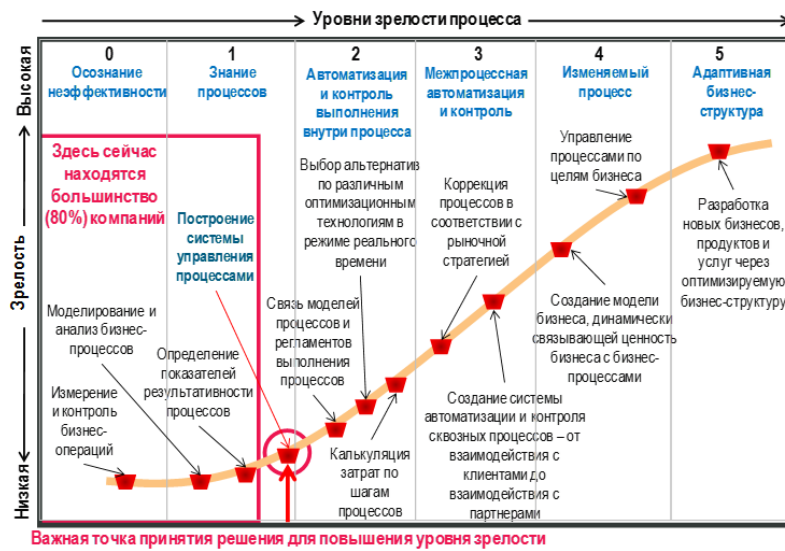 Уровни зрелости процесса
0
Осознание
неэффективности
1
Знание
процессов
2
Автоматизация
и контроль
выполнения
внутри процесса
3
Межпроцессная
автоматизация
и контроль
4
Изменяемый
процесс
5
Адаптивная
бизнес-
структура
Высокая
Зрелость
Низкая
Здесь сейчас
находятся
большинство
(80%) компаний
Построение
системы
управления
процессами
Моделирование и
анализ бизнес-
процессов
Измерение
и контроль
бизнес-
операций
Определение
показателей
результативности
процессов
Выбор альтернатив
по различным
оптимизационным
технологиям в
режиме реального
времени
Связь моделей
процессов и
регламентов
выполнения
процессов
Калькуляция
затрат по
шагам
процессов
Коррекция
процессов в
соответствии с
рыночной
стратегией
Создание системы
автоматизации и контроля
сквозных процессов – от
взаимодействия с
клиентами до
взаимодействия с
партнерами
Управление
процессами по
целям бизнеса
Создание модели
бизнеса, динамически
связывающей ценность
бизнеса с бизнес-
процессами
Разработка
новых бизнесов,
продуктов и
услуг через
оптимизируемую
бизнес-структуру
Важная точка принятия решения для повышения уровня зрелости